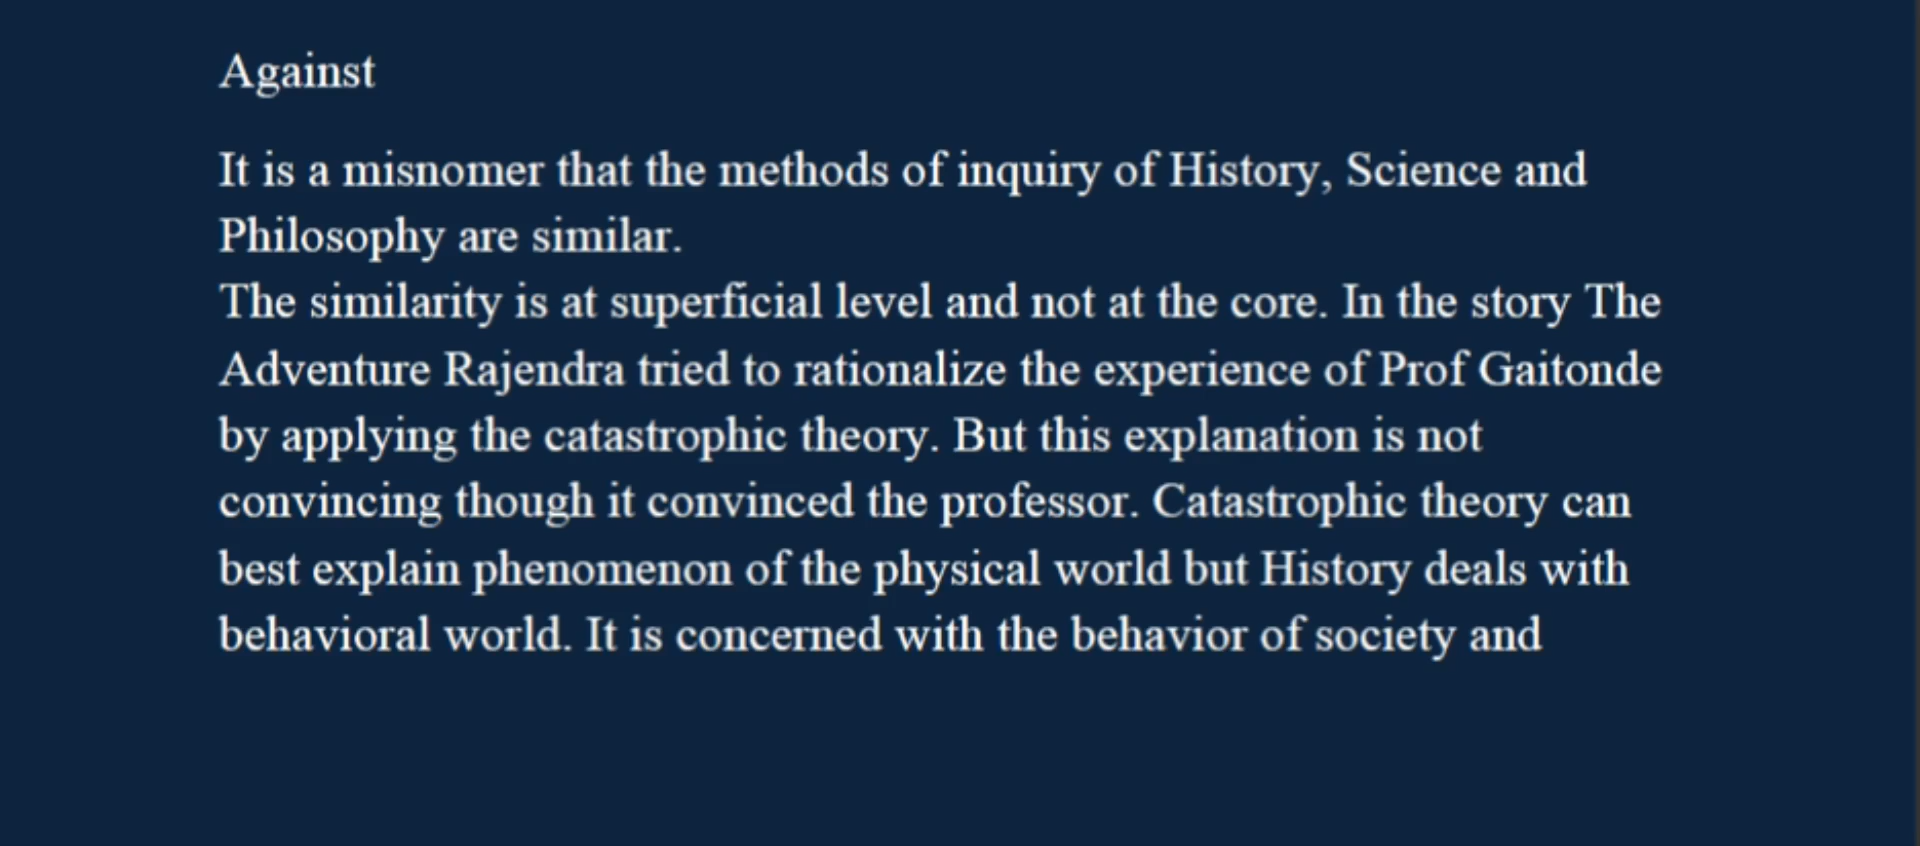 Against
It is a misnomer that the methods of inquiry of History, Science and
Philosophy are similar.
The similarity is at superficial level and not at the core. In the story The
Adventure Rajendra tried to rationalize the experience of Prof Gaitonde
by applying the catastrophic theory. But this explanation is not
convincing though it convinced the professor. Catastrophic theory can
best explain phenomenon of the physical world but History deals with
behavioral world. It is concerned with the behavior of society and